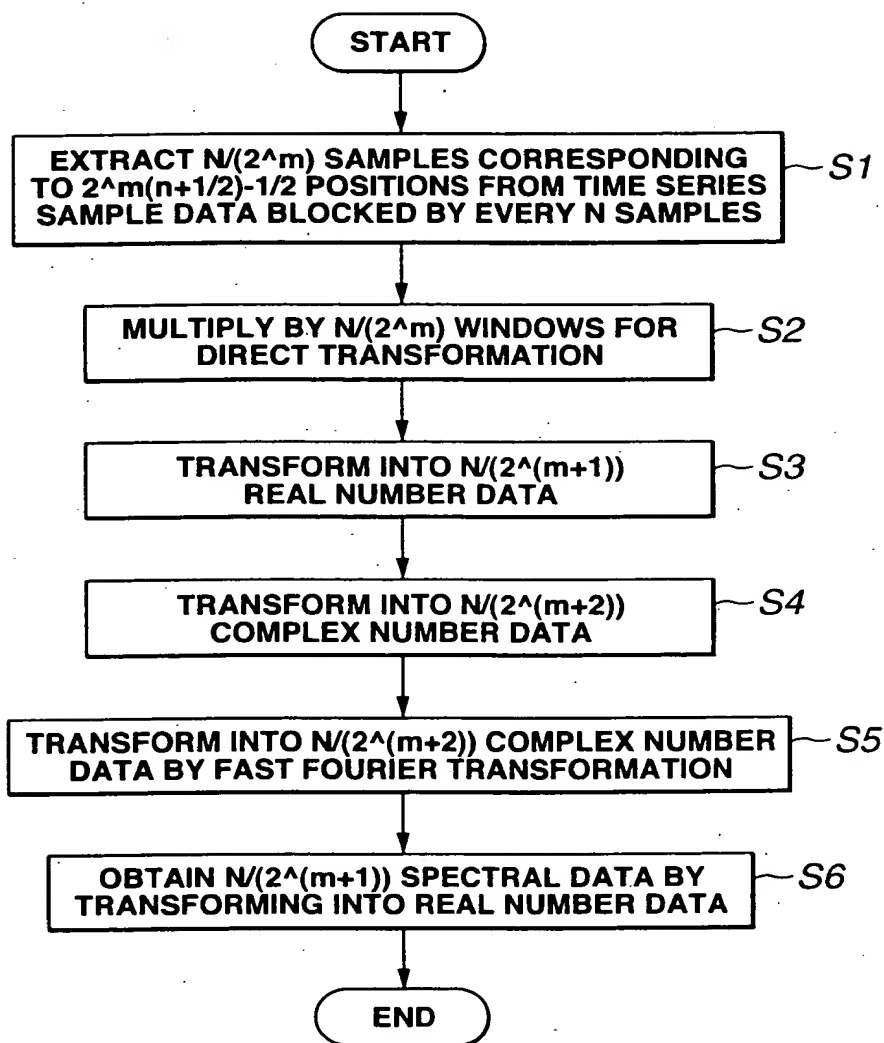 START
EXTRACT N/(2^m) SAMPLES CORRESPONDING
TO 2^m(n+1/2)-1/2 POSITIONS FROM TIME SERIES
SAMPLE DATA BLOCKED BY EVERY N SAMPLES
S1
MULTIPLY BY N/(2^m) WINDOWS FOR
DIRECT TRANSFORMATION
S2
TRANSFORM INTO N/(2^(m+1))
REAL NUMBER DATA
S3
TRANSFORM INTO N/(2^(m+2))
COMPLEX NUMBER DATA
S4
TRANSFORM INTO N/(2^(m+2)) COMPLEX NUMBER
DATA BY FAST FOURIER TRANSFORMATION
S5
OBTAIN N/(2^(m+1)) SPECTRAL DATA BY
TRANSFORMING INTO REAL NUMBER DATA
S6
END